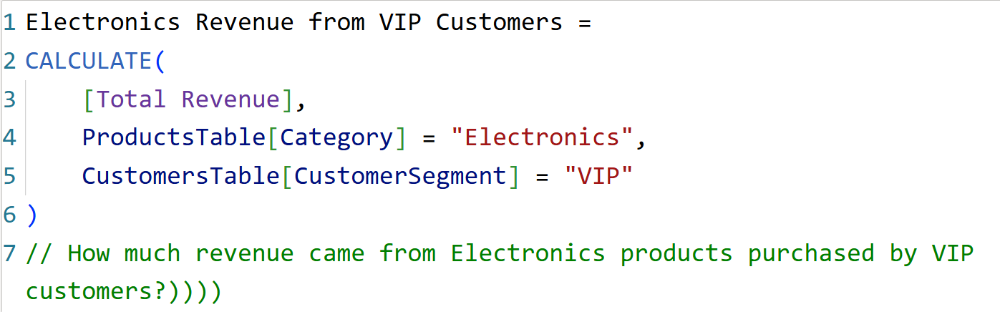 1 Electronics Revenue from VIP Customers =
2 CALCULATE(
3 [Total Revenue],
4 ProductsTable[Category] = "Electronics",
5 CustomersTable[CustomerSegment] = "VIP"
6 )
7 // How much revenue came from Electronics products purchased by VIP
customers?))))